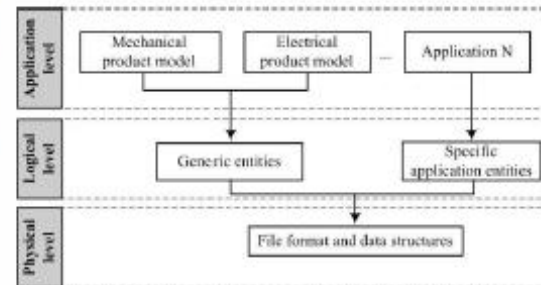 Application
level
Mechanical
product model
Electrical
product model
...
Application N
Logical
level
Generic entities
Specific
application entities
Physical
level
File format and data structures